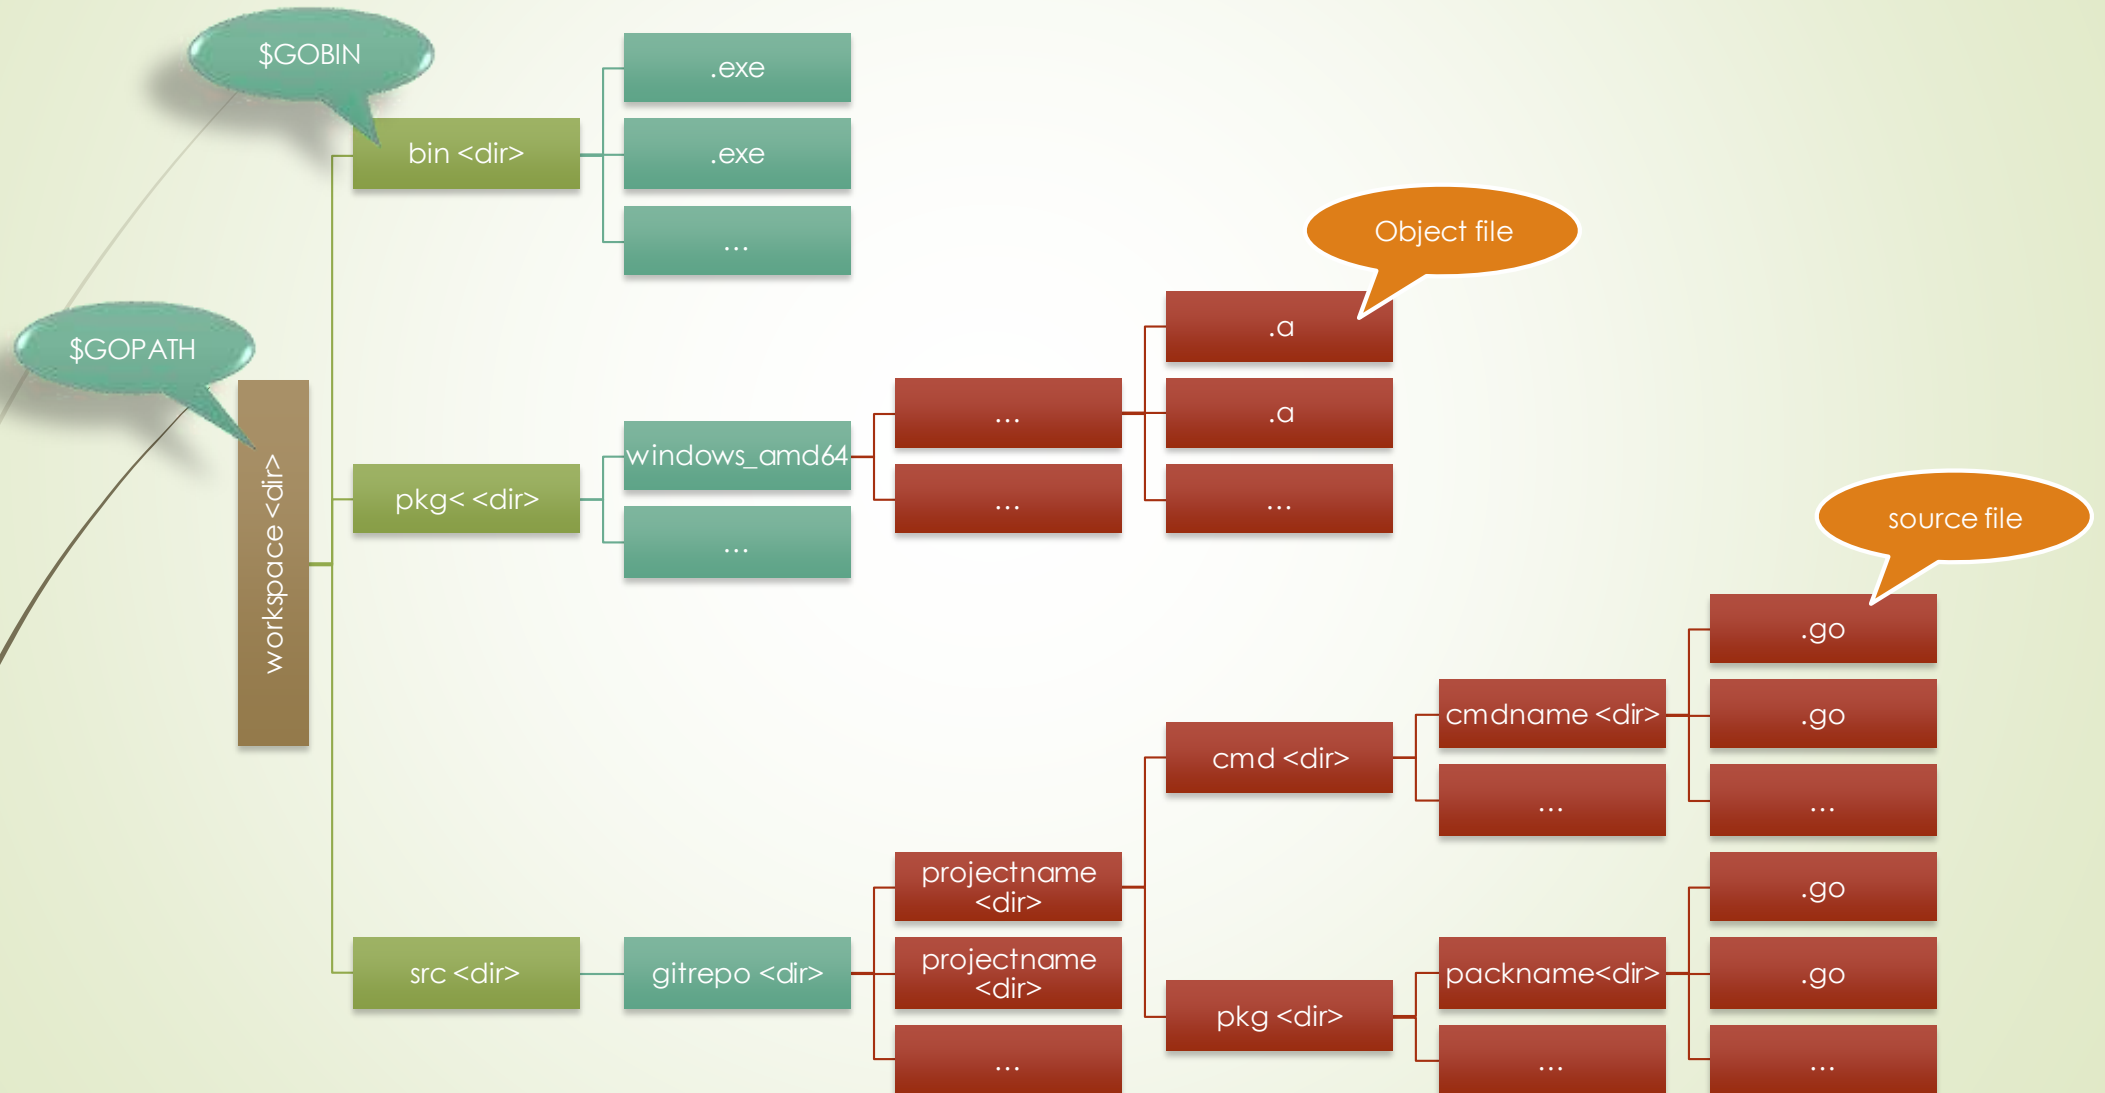 $GOBIN
.exe
bin <dir>
.exe
...
Object file
$GOPATH
.a
...
.a
windows_amd64
workspace <dir>
pkg< <dir>
...
...
...
source file
.go
cmdname <dir>
.go
cmd <dir>
...
...
projectname
<dir>
.go
src <dir>
gitrepo <dir>
projectname
<dir>
packname<dir>
.go
pkg <dir>
...
...
...